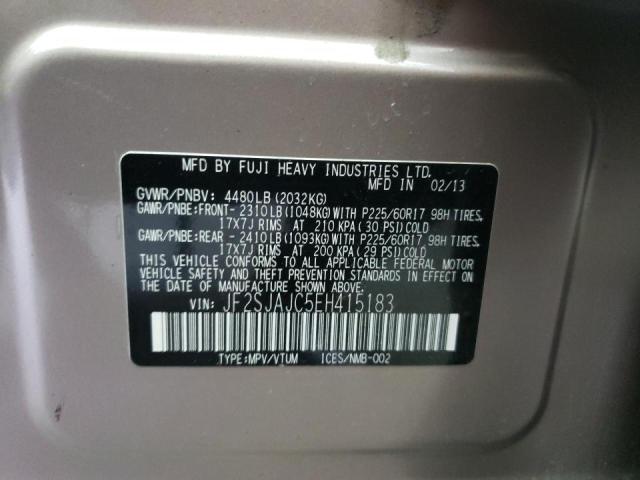 MFD BY FUJI HEAVY INDUSTRIES LTD.
MFD IN 02/13
GVWR/PNBV: 4480LB (2032KG)
GAWR/PNBE:FRONT- 2310LB(1048KG)WITH P225/60R17 98H TIRES,
17X7J RIMS AT 210 KPA(30 PSI)COLD
GAWR/PNBE:REAR - 2410LB(1093KG)WITH P225/60R17 98H TIRES,
17X7J RIMS AT 200 KPA(29 PSI)COLD
THIS VEHICLE CONFORMS TO ALL APPLICABLE FEDERAL MOTOR
VEHICLE SAFETY AND THEFT PREVENTION STANDARDS IN EFFECT
ON THE DATE OF MANUFACTURE SHOWN ABOVE.
VIN: JF2SJAJC5EH415183
TYPE:MPV/VTUM ICES/NMB-002